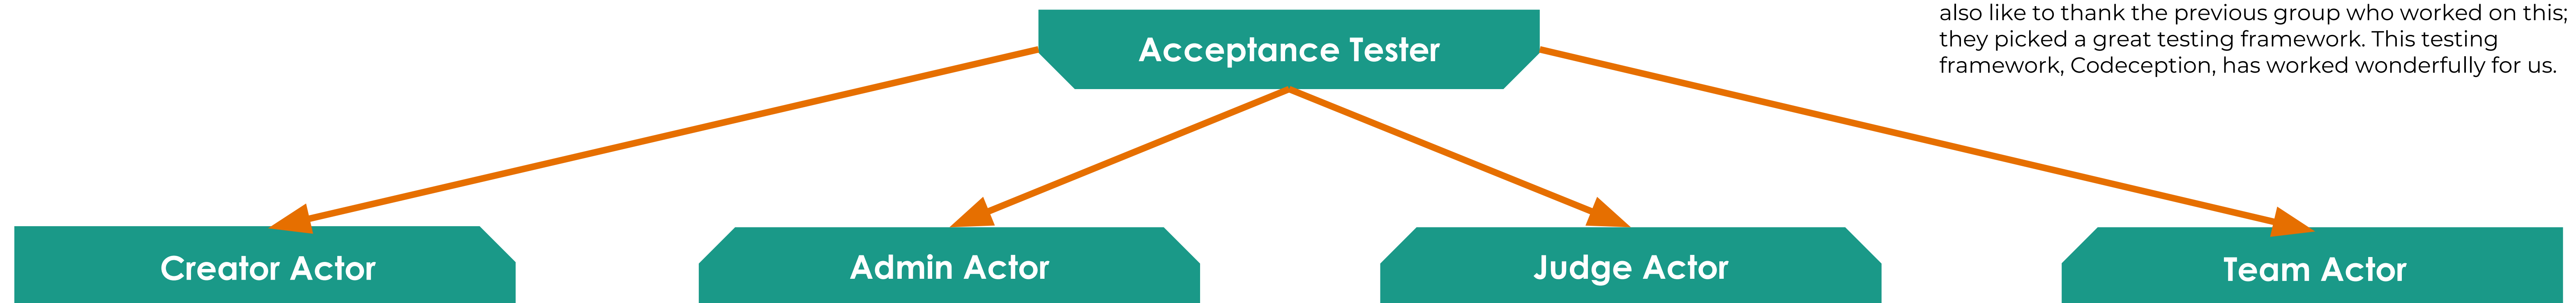 Acceptance Tester
also like to thank the previous group who worked on this;
they picked a great testing framework. This testing
framework, Codeception, has worked wonderfully for us.
Creator Actor
Admin Actor
Judge Actor
Team Actor